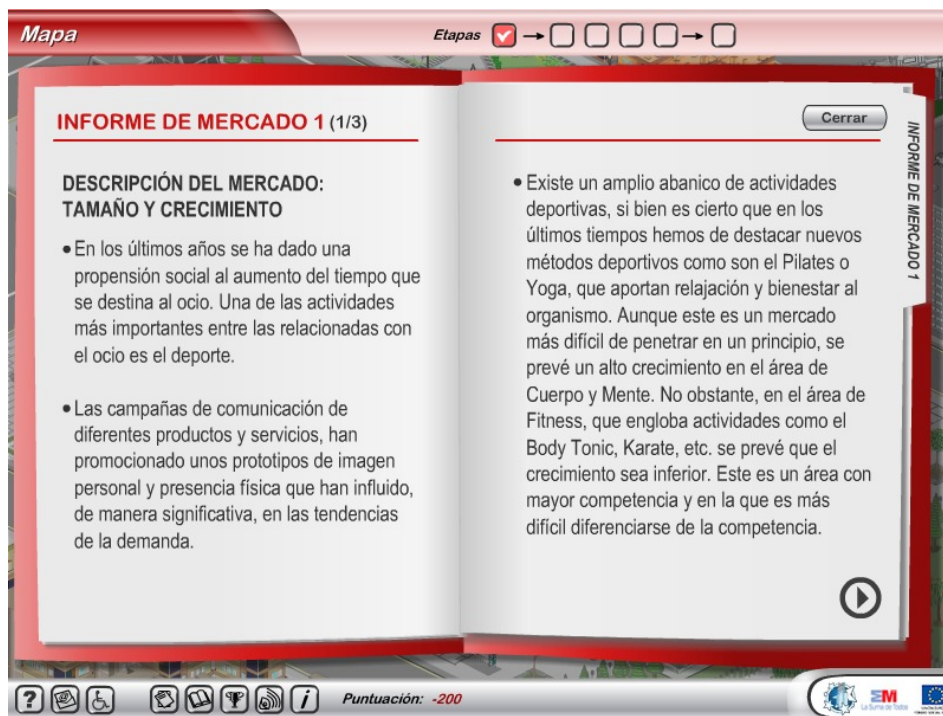 Mapa
Etapas
INFORME DE MERCADO 1 (1/3)
DESCRIPCIÓN DEL MERCADO:
TAMAÑO Y CRECIMIENTO
• En los últimos años se ha dado una
propensión social al aumento del tiempo que
se destina al ocio. Una de las actividades
más importantes entre las relacionadas con
el ocio es el deporte.
• Las campañas de comunicación de
diferentes productos y servicios, han
promocionado unos prototipos de imagen
personal y presencia física que han influido,
de manera significativa, en las tendencias
de la demanda.
Cerrar
INFORME DE MERCADO 1
• Existe un amplio abanico de actividades
deportivas, si bien es cierto que en los
últimos tiempos hemos de destacar nuevos
métodos deportivos como son el Pilates o
Yoga, que aportan relajación y bienestar al
organismo. Aunque este es un mercado
más difícil de penetrar en un principio, se
prevé un alto crecimiento en el área de
Cuerpo y Mente. No obstante, en el área de
Fitness, que engloba actividades como el
Body Tonic, Karate, etc. se prevé que el
crecimiento sea inferior. Este es un área con
mayor competencia y en la que es más
difícil diferenciarse de la competencia.
Puntuación: -200
EM
La Suma de Todos